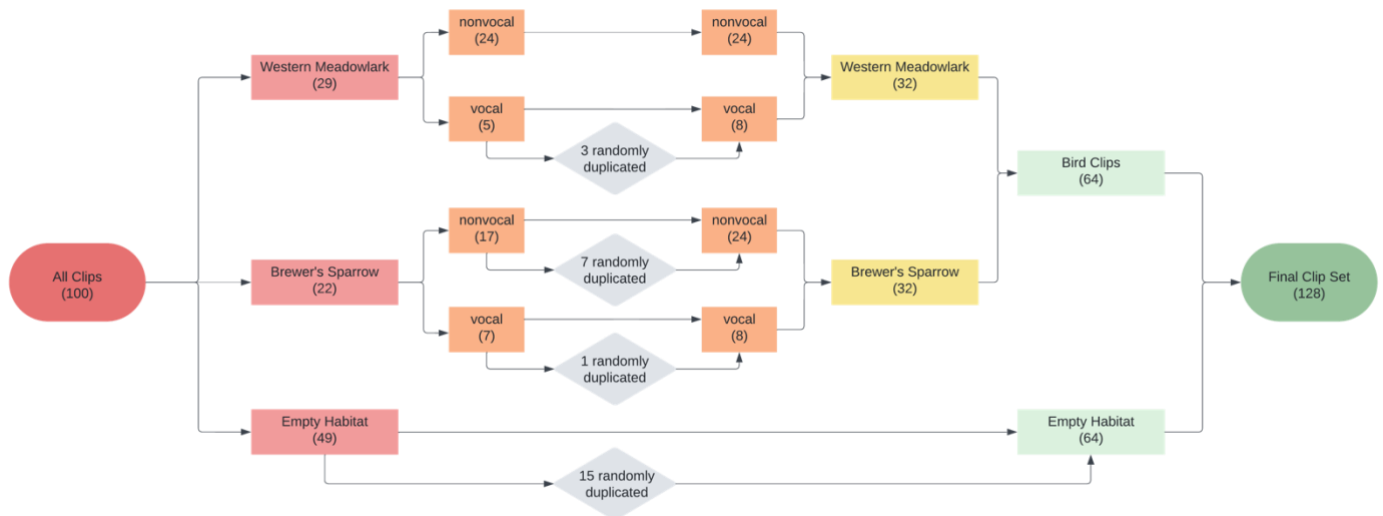 All Clips
(100)
Western Meadowlark
(29)
nonvocal
(24)
nonvocal
(24)
vocal
(5)
3 randomly
duplicated
vocal
(8)
Western Meadowlark
(32)
Brewer's Sparrow
(22)
nonvocal
(17)
7 randomly
duplicated
nonvocal
(24)
vocal
(7)
1 randomly
duplicated
vocal
(8)
Brewer's Sparrow
(32)
Bird Clips
(64)
Empty Habitat
(49)
15 randomly
duplicated
Empty Habitat
(64)
Final Clip Set
(128)